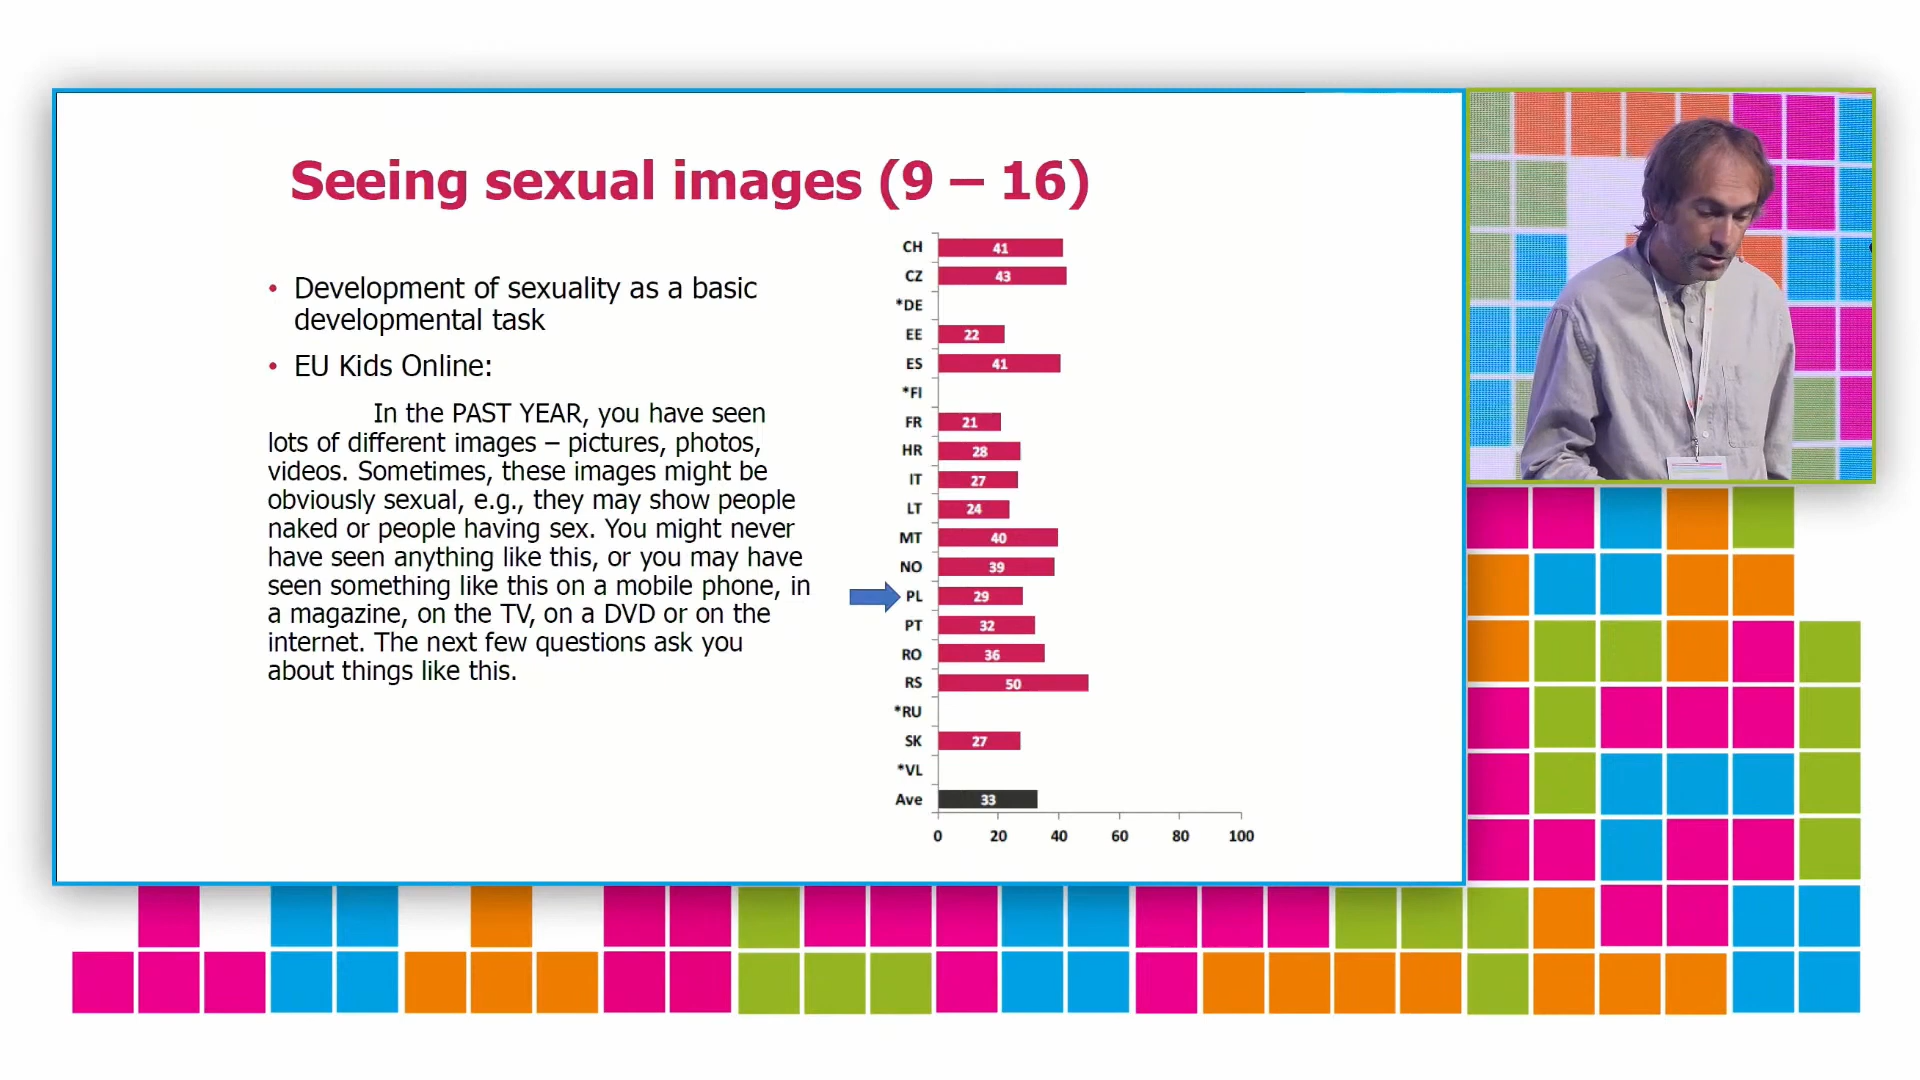 Seeing sexual images (9 – 16)
• Development of sexuality as a basic
developmental task
• EU Kids Online:
In the PAST YEAR, you have seen
lots of different images – pictures, photos,
videos. Sometimes, these images might be
obviously sexual, e.g., they may show people
naked or people having sex. You might never
have seen anything like this, or you may have
seen something like this on a mobile phone, in
a magazine, on the TV, on a DVD or on the
internet. The next few questions ask you
about things like this.
CH 41
CZ 43
*DE
EE 22
ES 41
*FI
FR 21
HR 28
IT 27
LT 24
MT 40
NO 39
PL 29
PT 32
RO 36
RS 50
*RU
SK 27
*VL
Ave 33
0 20 40 60 80 100